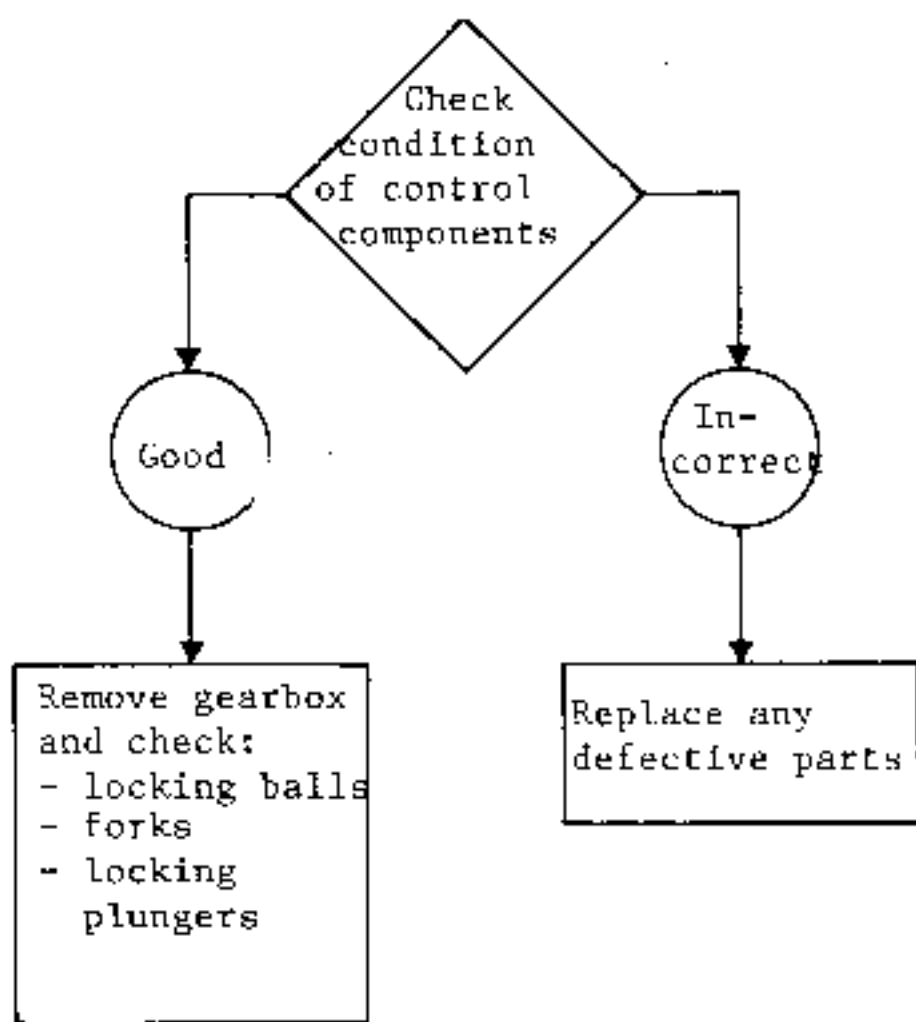 Check
condition
of control
components
Good
In-
correct
Remove gearbox
and check:
- locking balls
- forks
- locking
plungers
Replace any
defective parts